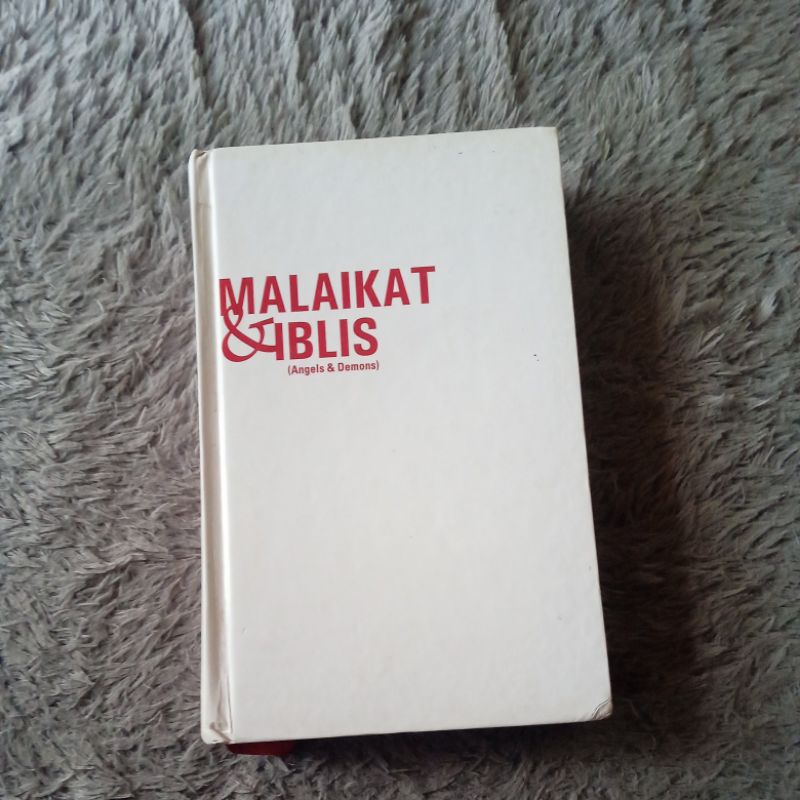 MALAIKAT
& IBLIS
(Angels & Demons)